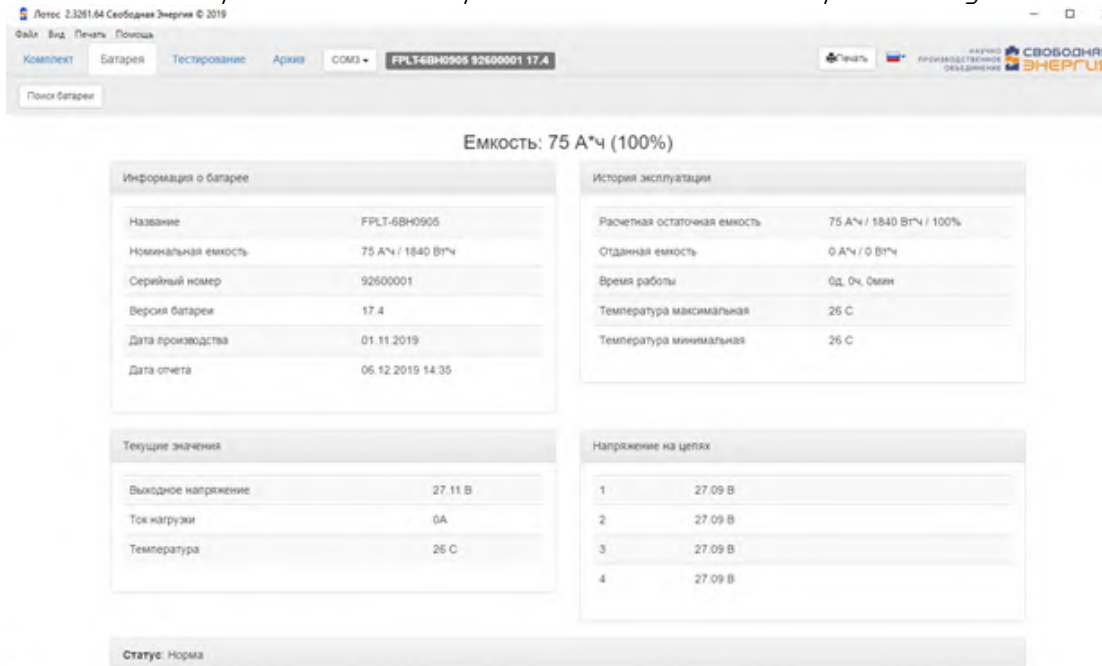 Лотос 2.3261.64 Свободная Энергия © 2019
Файл Вид Печать Помощь
Комплект Батарея Тестирование Архив COM3 FPLT-6BH0905 92600001 17.4 Печать НАУЧНО ПРОИЗВОДСТВЕННОЕ ОБЪЕДИНЕНИЕ СВОБОДНАЯ ЭНЕРГИЯ
Поиск батареи
Емкость: 75 А*ч (100%)
Информация о батарее
Название FPLT-6BH0905
Номинальная емкость 75 А*ч / 1840 Вт*ч
Серийный номер 92600001
Версия батареи 17.4
Дата производства 01.11.2019
Дата отчета 06.12.2019 14:35
История эксплуатации
Расчетная остаточная емкость 75 А*ч / 1840 Вт*ч / 100%
Отданная емкость 0 А*ч / 0 Вт*ч
Время работы 0д, 0ч, 0мин
Температура максимальная 26 С
Температура минимальная 26 С
Текущие значения
Выходное напряжение 27.11 В
Ток нагрузки 0А
Температура 26 С
Напряжение на цепях
1 27.09 В
2 27.09 В
3 27.09 В
4 27.09 В
Статус: Норма